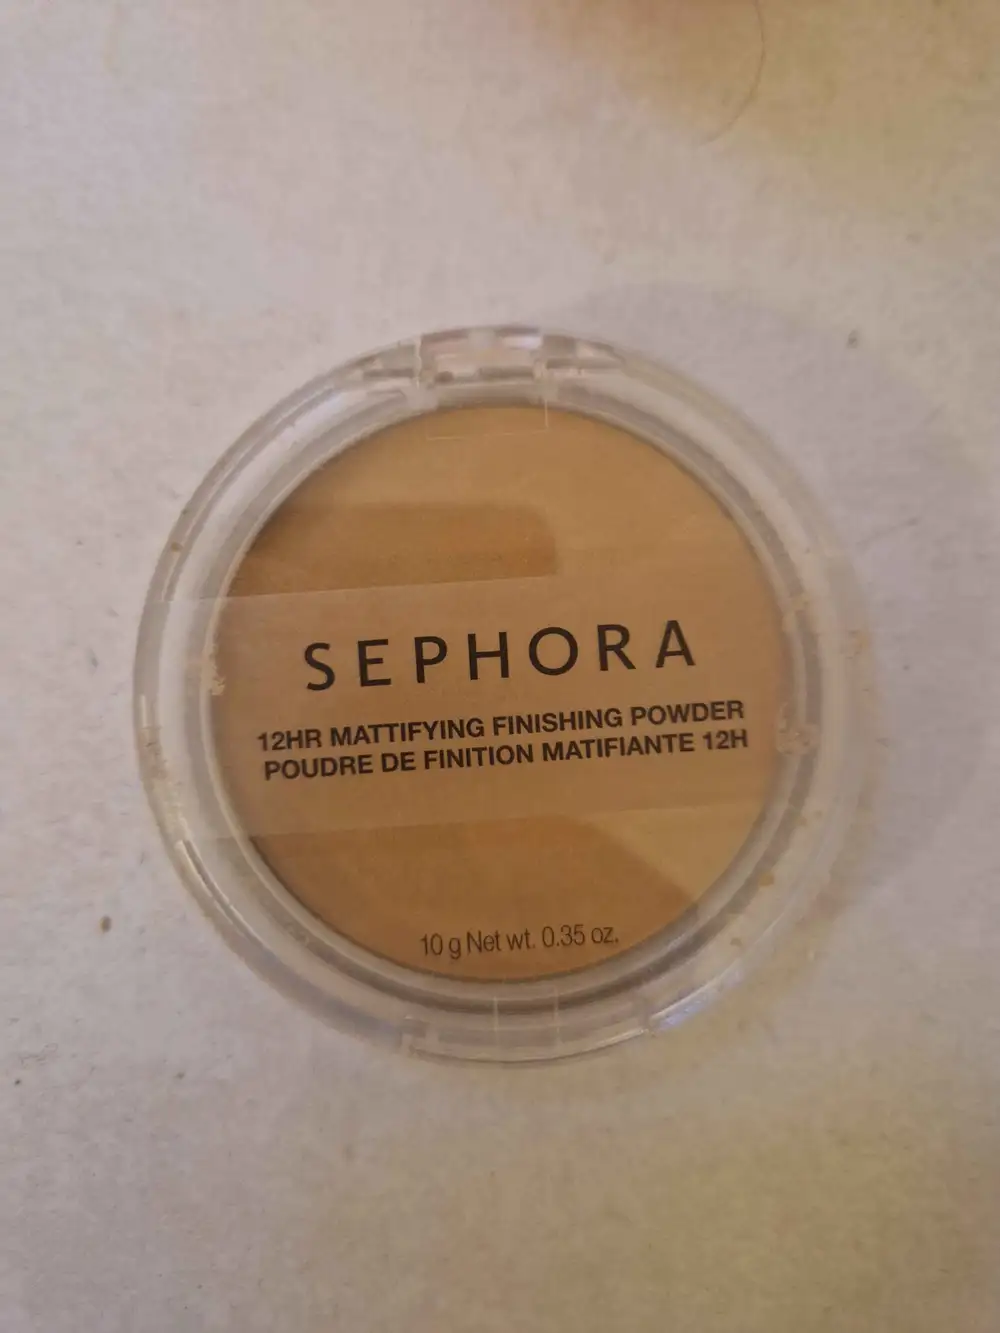 SEPHORA
12HR MATTIFYING FINISHING POWDER
POUDRE DE FINITION MATIFIANTE 12H
10 g Net wt. 0.35 oz.